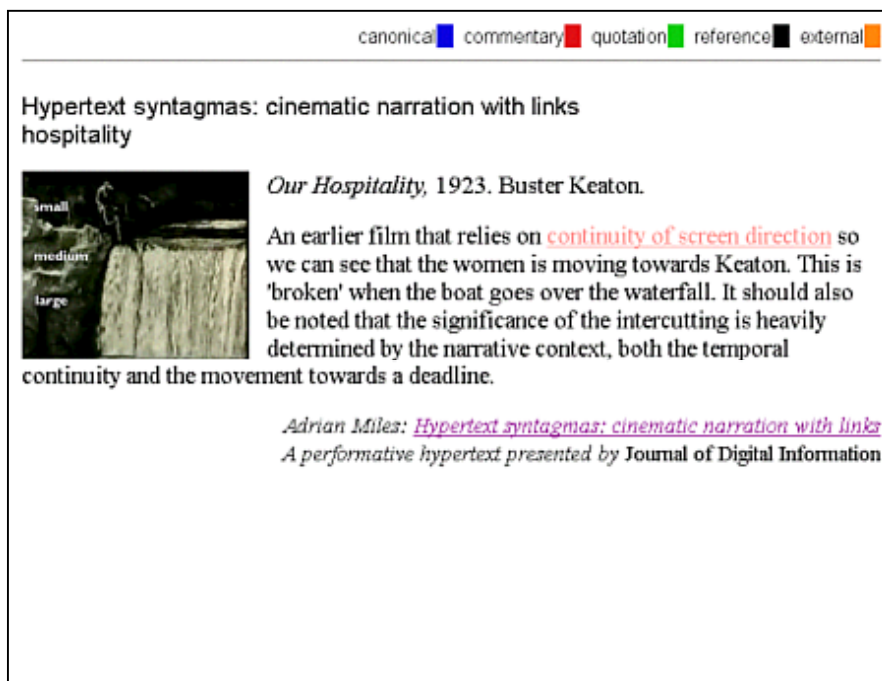 canonical commentary quotation reference external
Hypertext syntagmas: cinematic narration with links
hospitality
small
medium
large
Our Hospitality, 1923. Buster Keaton.
An earlier film that relies on continuity of screen direction so
we can see that the women is moving towards Keaton. This is
'broken' when the boat goes over the waterfall. It should also
be noted that the significance of the intercutting is heavily
determined by the narrative context, both the temporal
continuity and the movement towards a deadline.
Adrian Miles: Hypertext syntagmas: cinematic narration with links
A performative hypertext presented by Journal of Digital Information